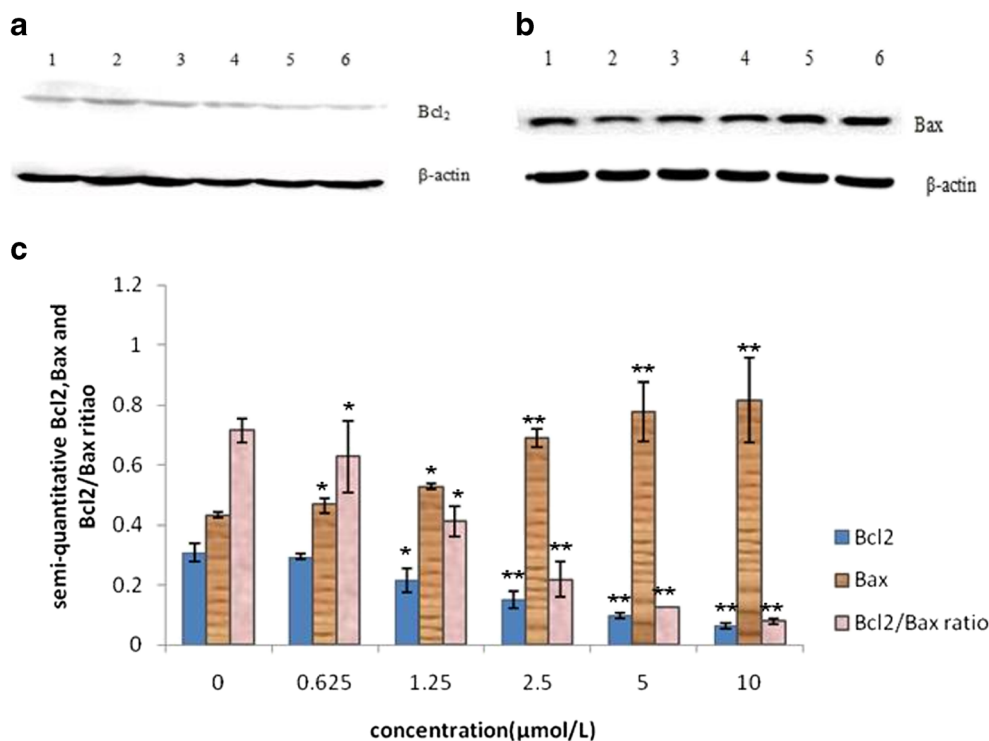 a
b
1 2 3 4 5 6
1 2 3 4 5 6
Bcl2
Bax
β-actin
β-actin
c
semi-quantitative Bcl2,Bax and
Bcl2/Bax ritiao
1.2
1
0.8
0.6
0.4
0.2
0
* * * * * ** ** ** ** ** ** ** ** **
0 0.625 1.25 2.5 5 10
concentration(μmol/L)
Bcl2
Bax
Bcl2/Bax ratio